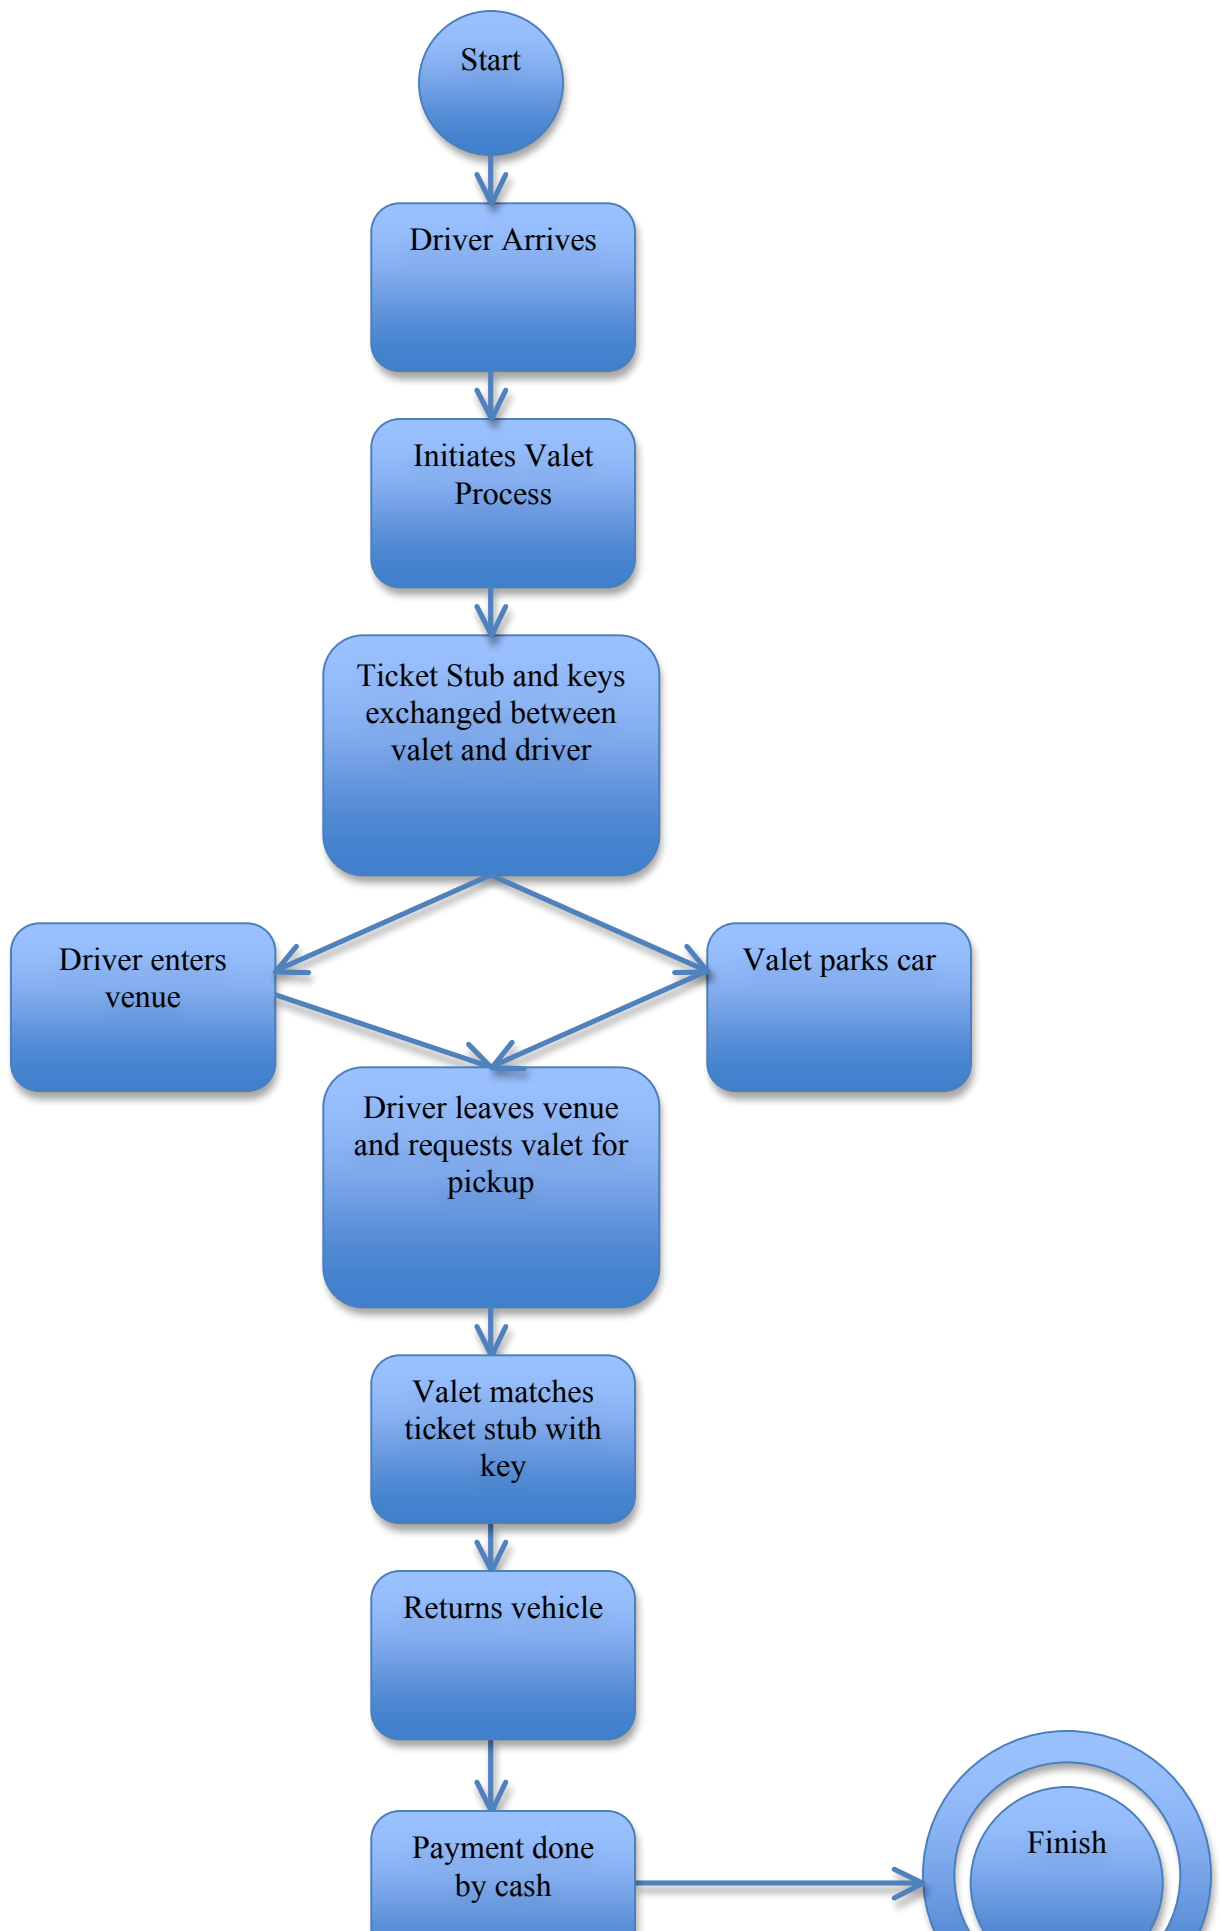 Start
Driver Arrives
Initiates Valet
Process
Ticket Stub and keys
exchanged between
valet and driver
Driver enters
venue
Valet parks car
Driver leaves venue
and requests valet for
pickup
Valet matches
ticket stub with
key
Returns vehicle
Payment done
by cash
Finish